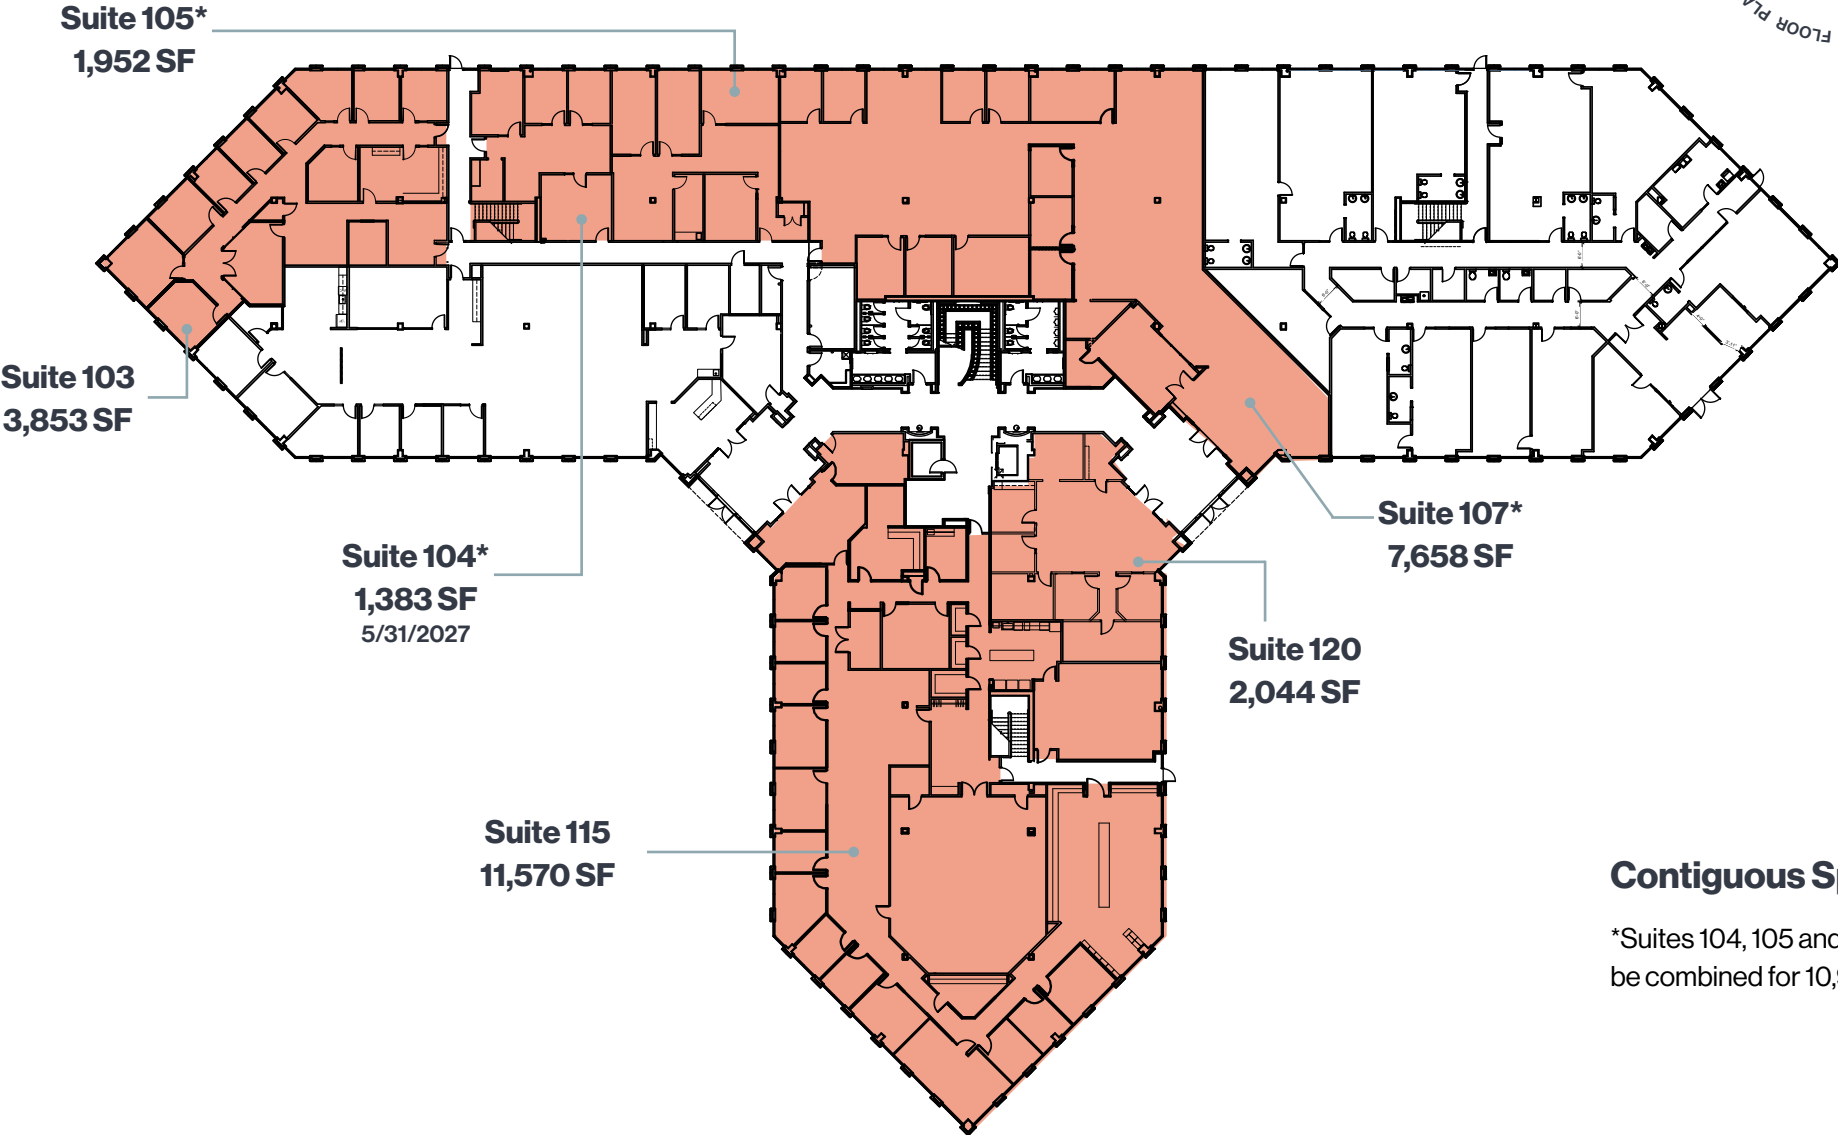 FLOOR
Suite 105*
1,952 SF
Suite 103
3,853 SF
Suite 104*
1,383 SF
5/31/2027
Suite 107*
7,658 SF
Suite 120
2,044 SF
Suite 115
11,570 SF
Contiguous
*Suites 104, 105 and
be combined for